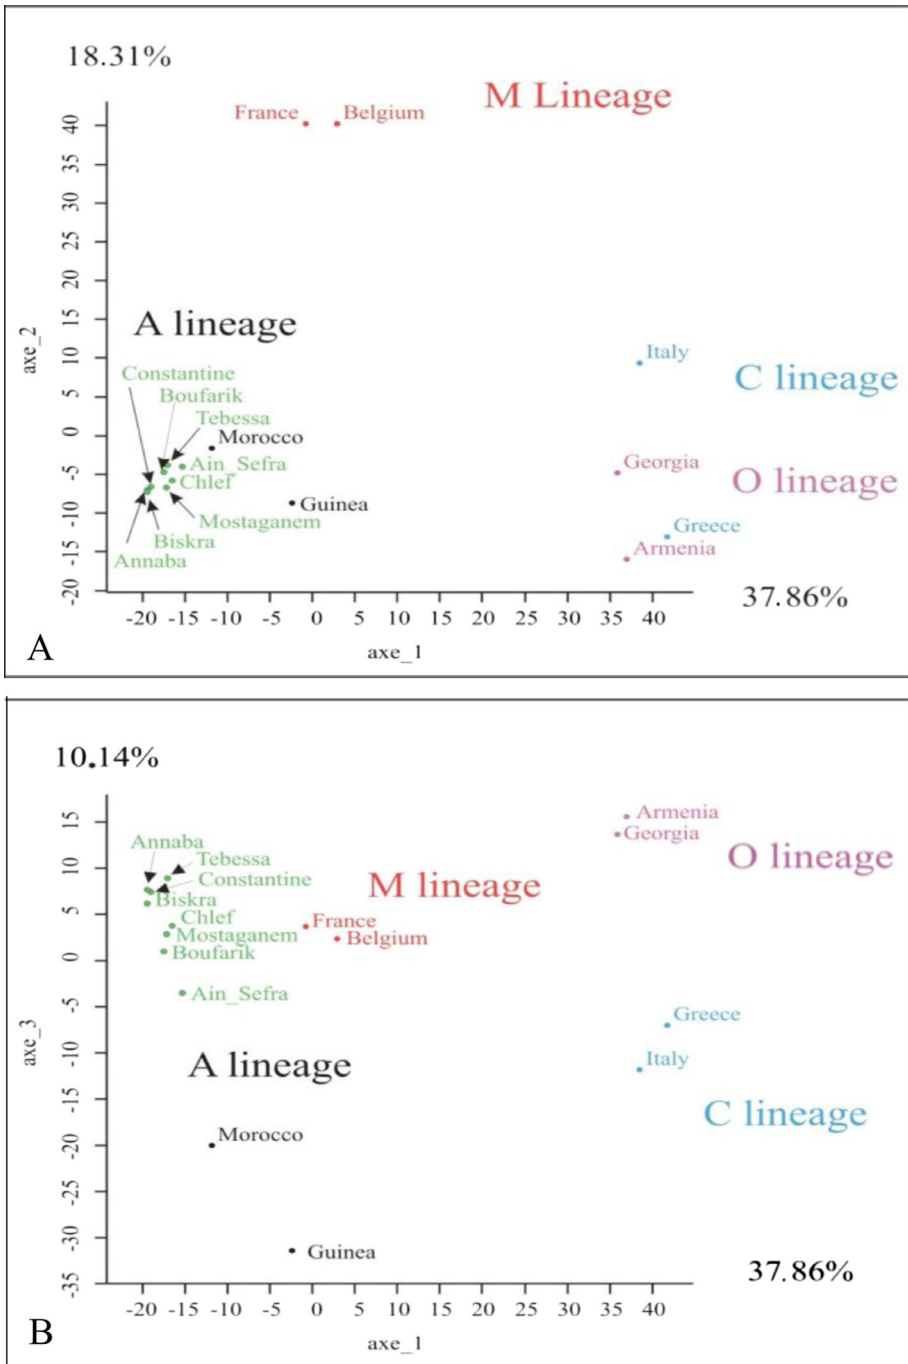 18.31%
M Lineage
France
Belgium
40
35
30
25
20
15
10
5
0
-5
-10
-15
-20
axe_2
A lineage
Constantine
Boufarik
Tebessa
Morocco
Ain_Sefra
Chlef
Guinea
Mostaganem
Biskra
Annaba
Italy
C lineage
Georgia
O lineage
Greece
Armenia
37.86%
-20 -15 -10 -5 0 5 10 15 20 25 30 35 40
axe_1
A
10.14%
15
10
5
0
-5
-10
-15
-20
-25
-30
-35
axe_3
Armenia
Georgia
O lineage
Annaba
Tebessa
Constantine
Biskra
M lineage
Chlef
France
Mostaganem
Belgium
Boufarik
Ain_Sefra
Greece
Italy
A lineage
C lineage
Morocco
Guinea
37.86%
-20 -15 -10 -5 0 5 10 15 20 25 30 35 40
axe_1
B